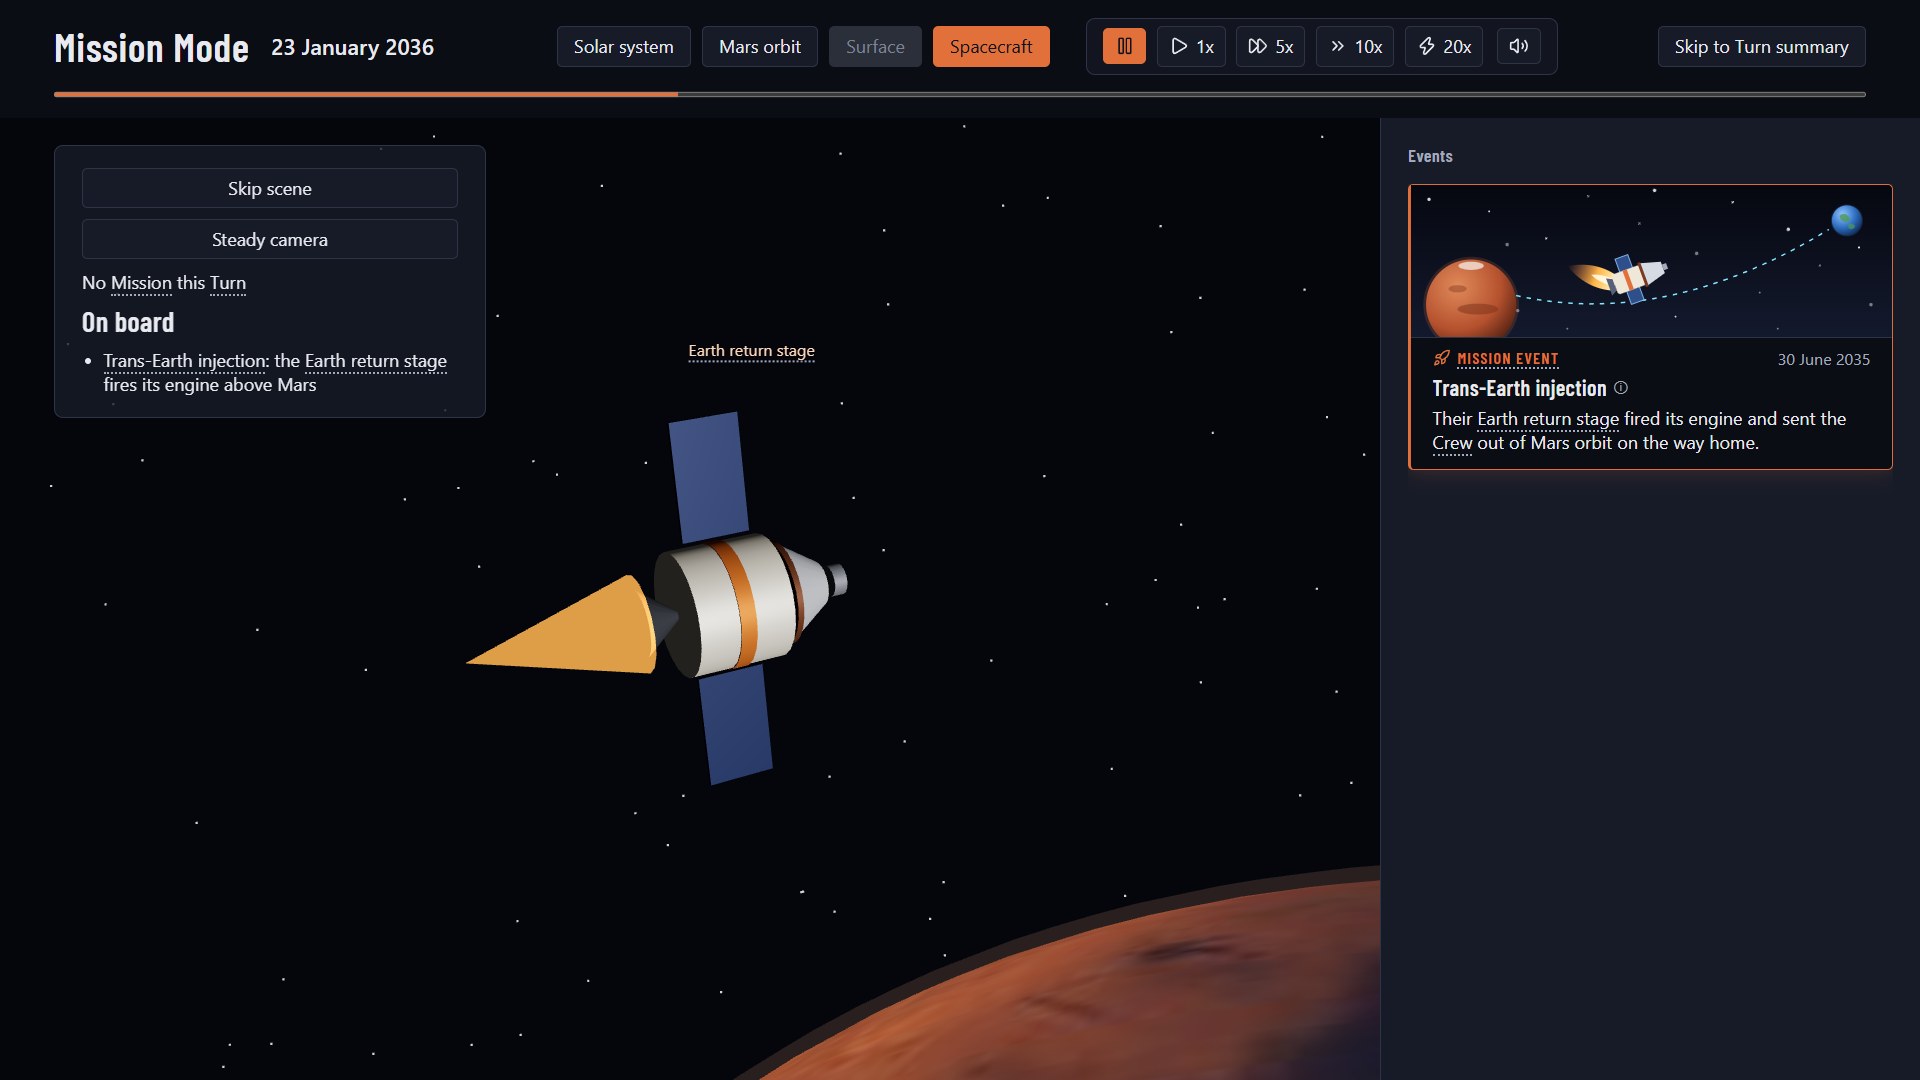 Mission Mode
23 January 2036
Solar system
Mars orbit
Surface
Spacecraft
1x
5x
10x
20x
Skip to Turn summary
Skip scene
Steady camera
No Mission this Turn
On board
• Trans-Earth injection: the Earth return stage
fires its engine above Mars
Earth return stage
Events
MISSION EVENT
30 June 2035
Trans-Earth injection
Their Earth return stage fired its engine and sent the
Crew out of Mars orbit on the way home.